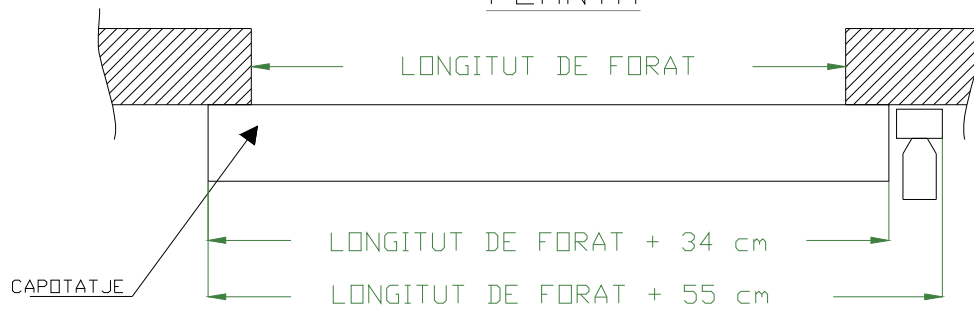 PLANTA
LONGITUT DE FORAT
LONGITUT DE FORAT + 34 cm
CAPOTATJE
LONGITUT DE FORAT + 55 cm